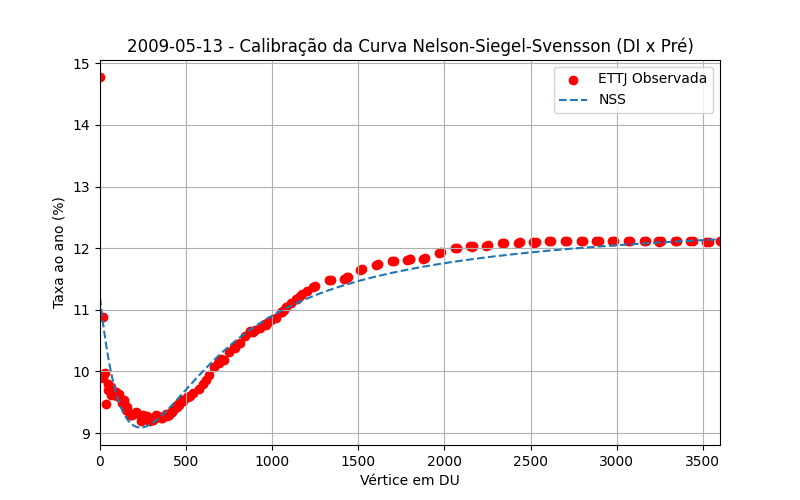 2009-05-13 - Calibração da Curva Nelson-Siegel-Svensson (DI x Pré)
ETTJ Observada
NSS
Taxa ao ano (%)
15
14
13
12
11
10
9
0 500 1000 1500 2000 2500 3000 3500
Vértice em DU